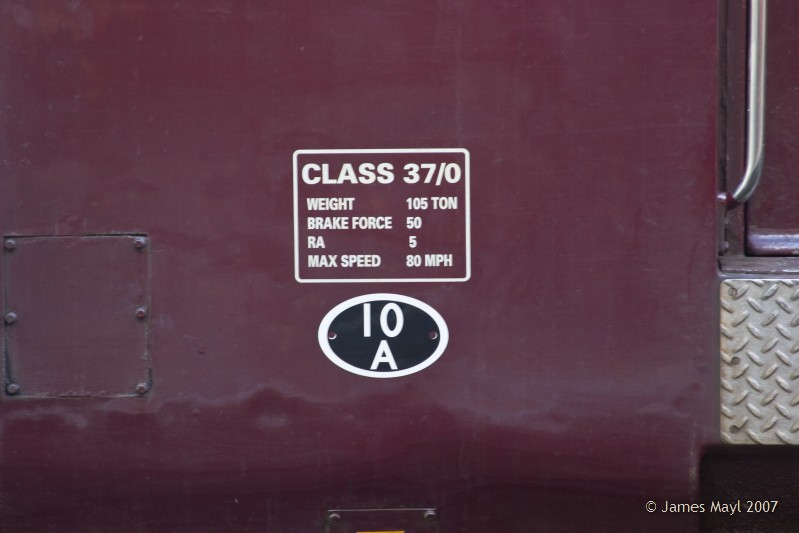 CLASS 37/0
WEIGHT 105 TON
BRAKE FORCE 50
RA 5
MAX SPEED 80 MPH
10
A
© James Mayl 2007